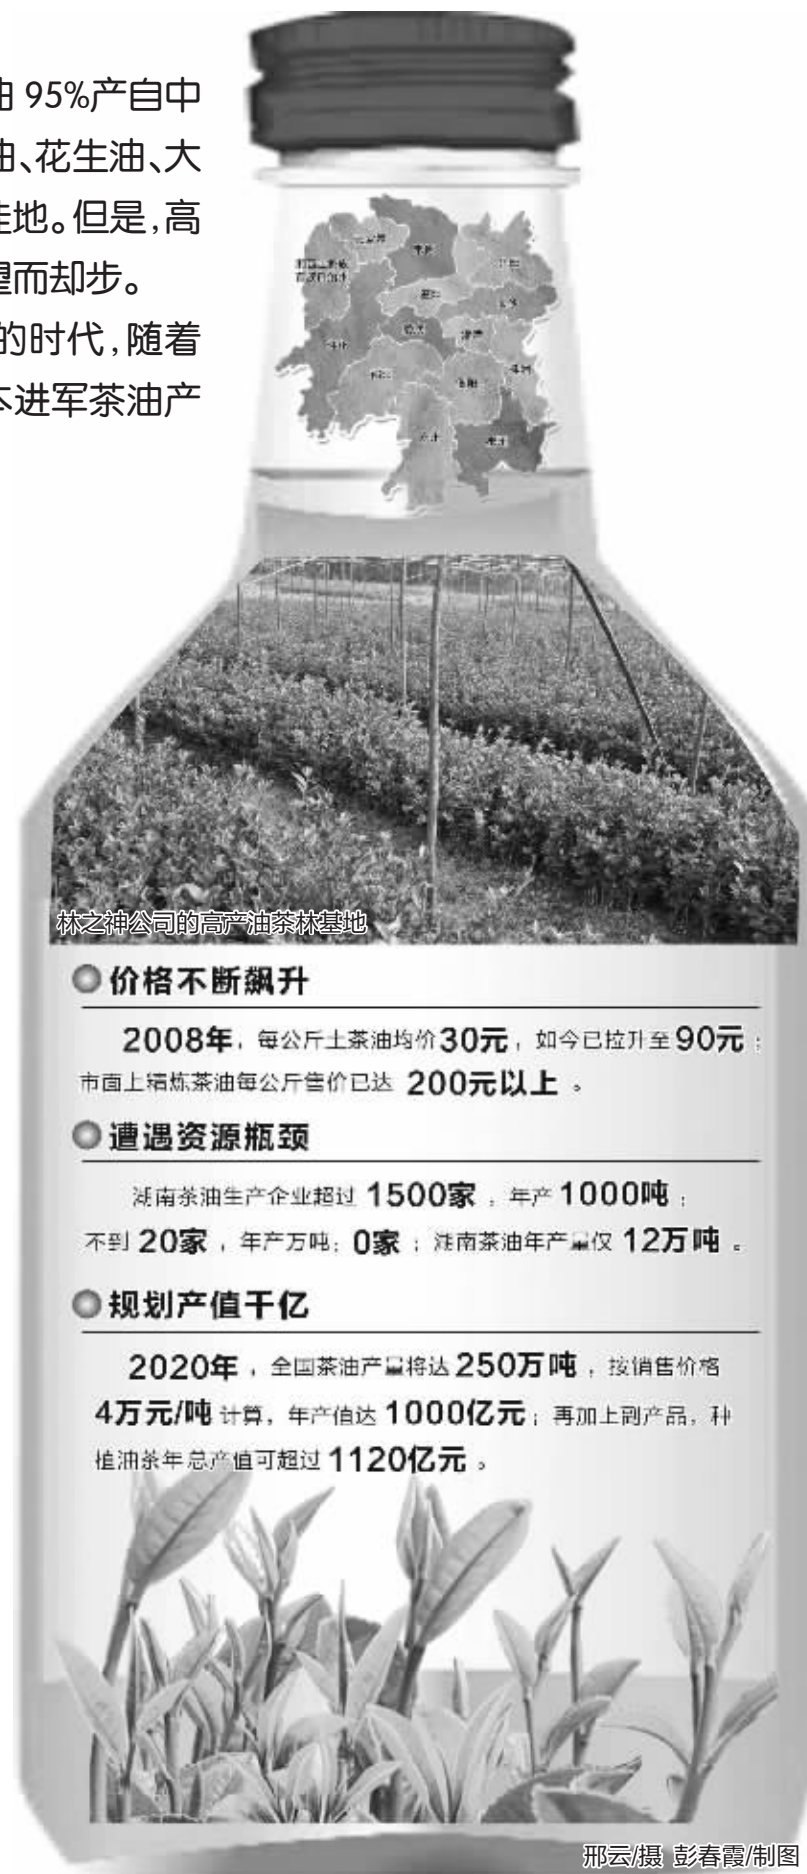 由 95%产自中
由、花生油、大
佳地。但是,高
望而却步。
的时代,随着
本进军茶油产
林之神公司的高产油茶林基地
价格不断飙升
2008年，每公斤土茶油均价30元，如今已拉升至90元；
市面上精炼茶油每公斤售价已达 200元以上 。
遭遇资源瓶颈
湖南茶油生产企业超过 1500家 ，年产 1000吨 ；
不到 20家 ，年产万吨：0家 ；湖南茶油年产量仅 12万吨 。
规划产值千亿
2020年 ，全国茶油产量将达 250万吨 ，按销售价格
4万元/吨 计算，年产值达 1000亿元 ；再加上副产品，种
植油茶年总产值可超过 1120亿元 。
邢云/摄 彭春霞/制图